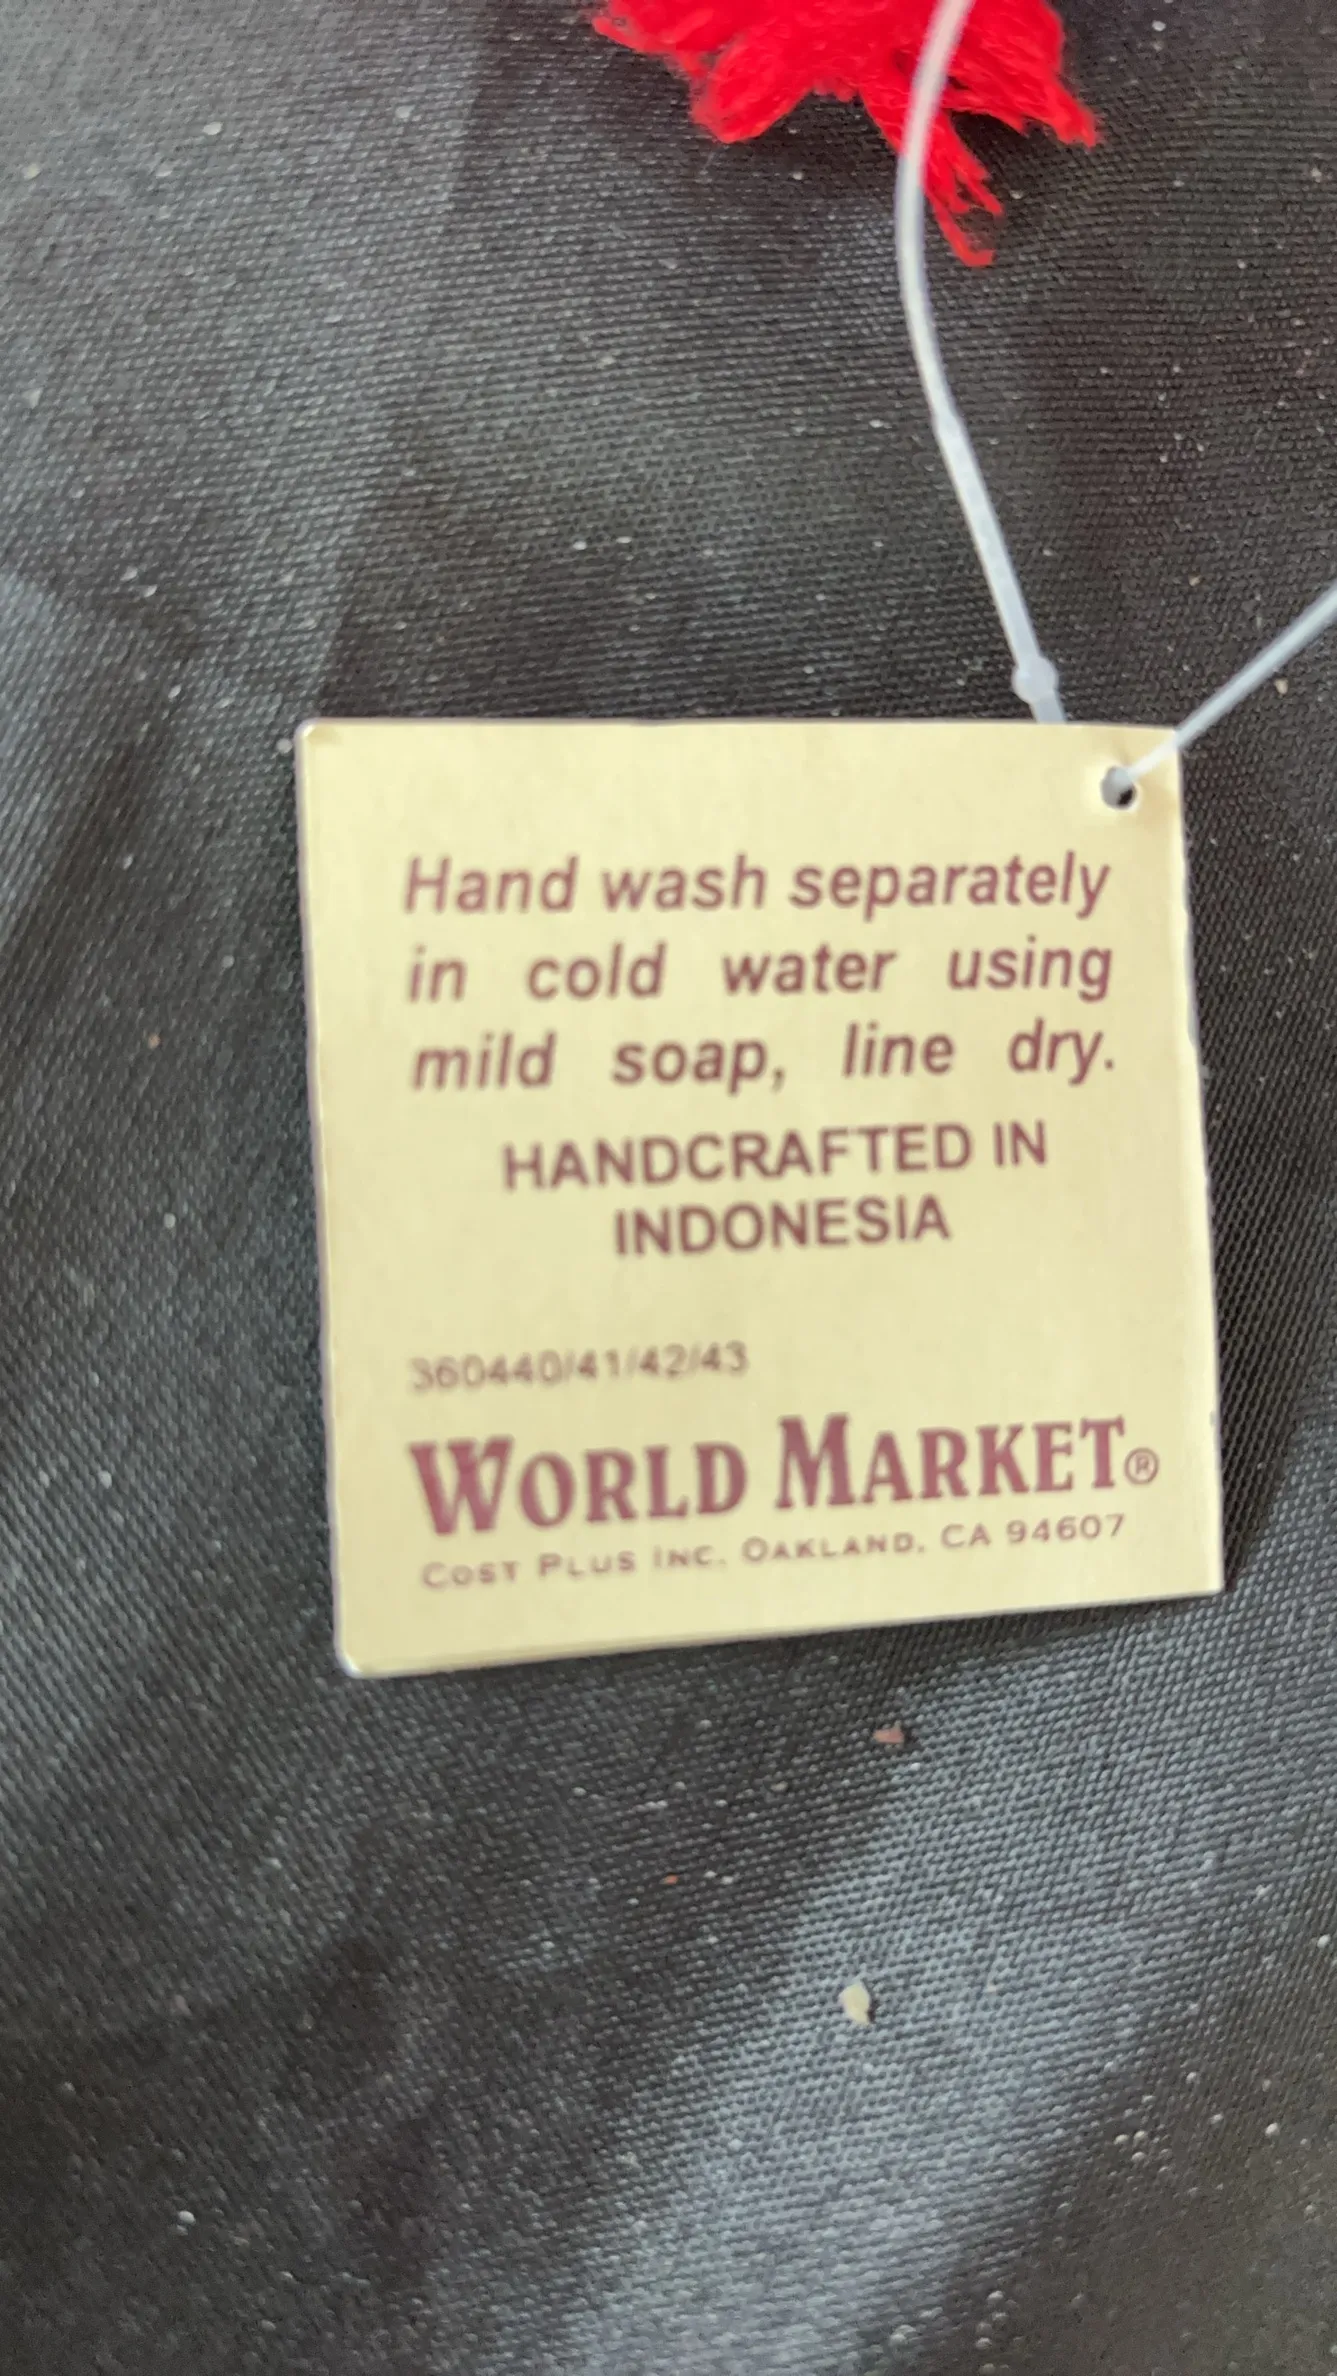 Hand wash separately
in cold water using
mild soap, line dry.
HANDCRAFTED IN
INDONESIA
360440/41/42/43
WORLD MARKET®
COST PLUS INC. OAKLAND, CA 94607